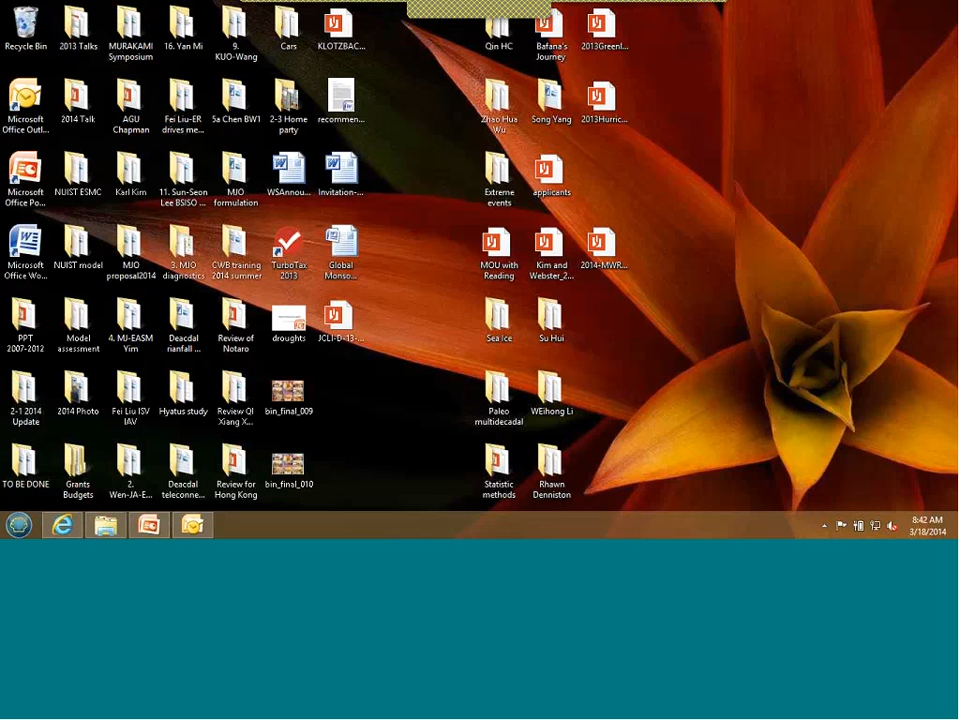 Recycle Bin
2013 Talks
MURAKAMI
Symposium
16. Yan Mi
9.
KUO-Wang
Cars
KLOTZBAC...
Qin HC
Bafana's
Journey
2013Greenl...
Microsoft
Office Outl...
2014 Talk
AGU
Chapman
Fei Liu-ER
drives me...
5a Chen BW1
2-3 Home
party
recommen...
Zhao Hua
Wu
Song Yang
2013Hurric...
Microsoft
Office Po...
NUIST ESMC
Karl Kim
11. Sun-Seon
Lee BSISO ...
MJO
formulation
WSAnnou...
Invitation-...
Extreme
events
applicants
Microsoft
Office Wo...
NUIST model
MJO
proposal2014
3. MJO
diagnostics
CWB training
2014 summer
TurboTax
2013
Global
Monso...
MOU with
Reading
Kim and
Webster_2...
2014-MWR...
PPT
2007-2012
Model
assessment
4. MJ-EASM
Yim
Deacdal
rianfall ...
Review of
Notaro
droughts
JCLI-D-13-...
Sea Ice
Su Hui
2-1 2014
Update
2014 Photo
Fei Liu ISV
IAV
Hyatus study
Review QI
Xiang X...
bin_final_009
Paleo
multidecadal
WEihong Li
TO BE DONE
Grants
Budgets
2.
Wen-JA-E...
Deacdal
teleconne...
Review for
Hong Kong
bin_final_010
Statistic
methods
Rhawn
Denniston
8:42 AM
3/18/2014